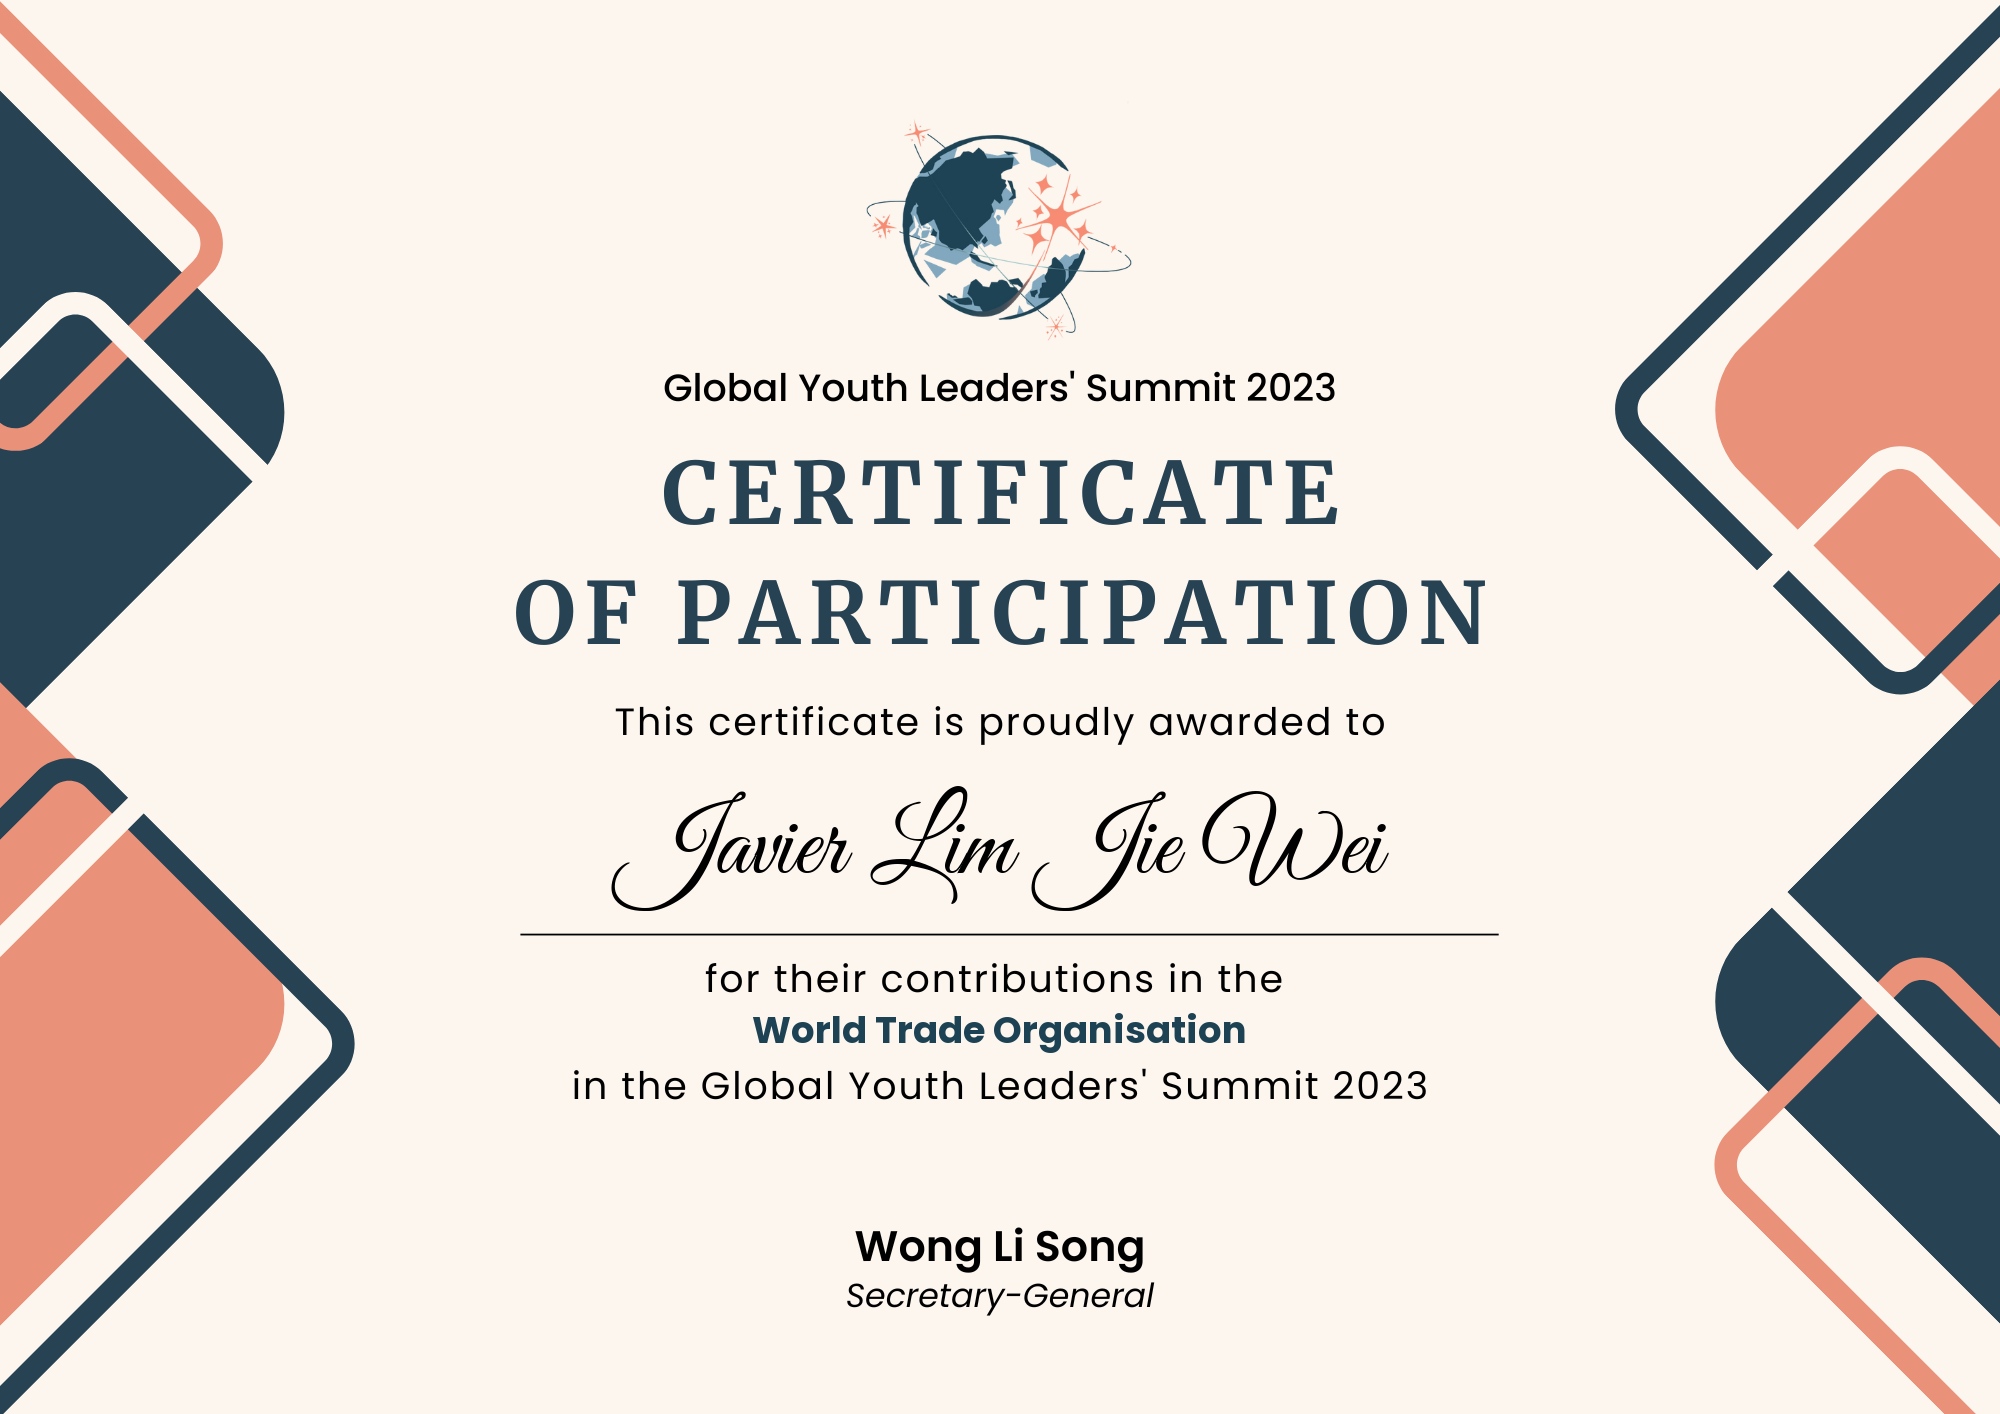 Global Youth Leaders' Summit 2023
CERTIFICATE
OF PARTICIPATION
This certificate is proudly awarded to
Javier Lim Jie Wei
for their contributions in the
World Trade Organisation
in the Global Youth Leaders' Summit 2023
Wong Li Song
Secretary-General